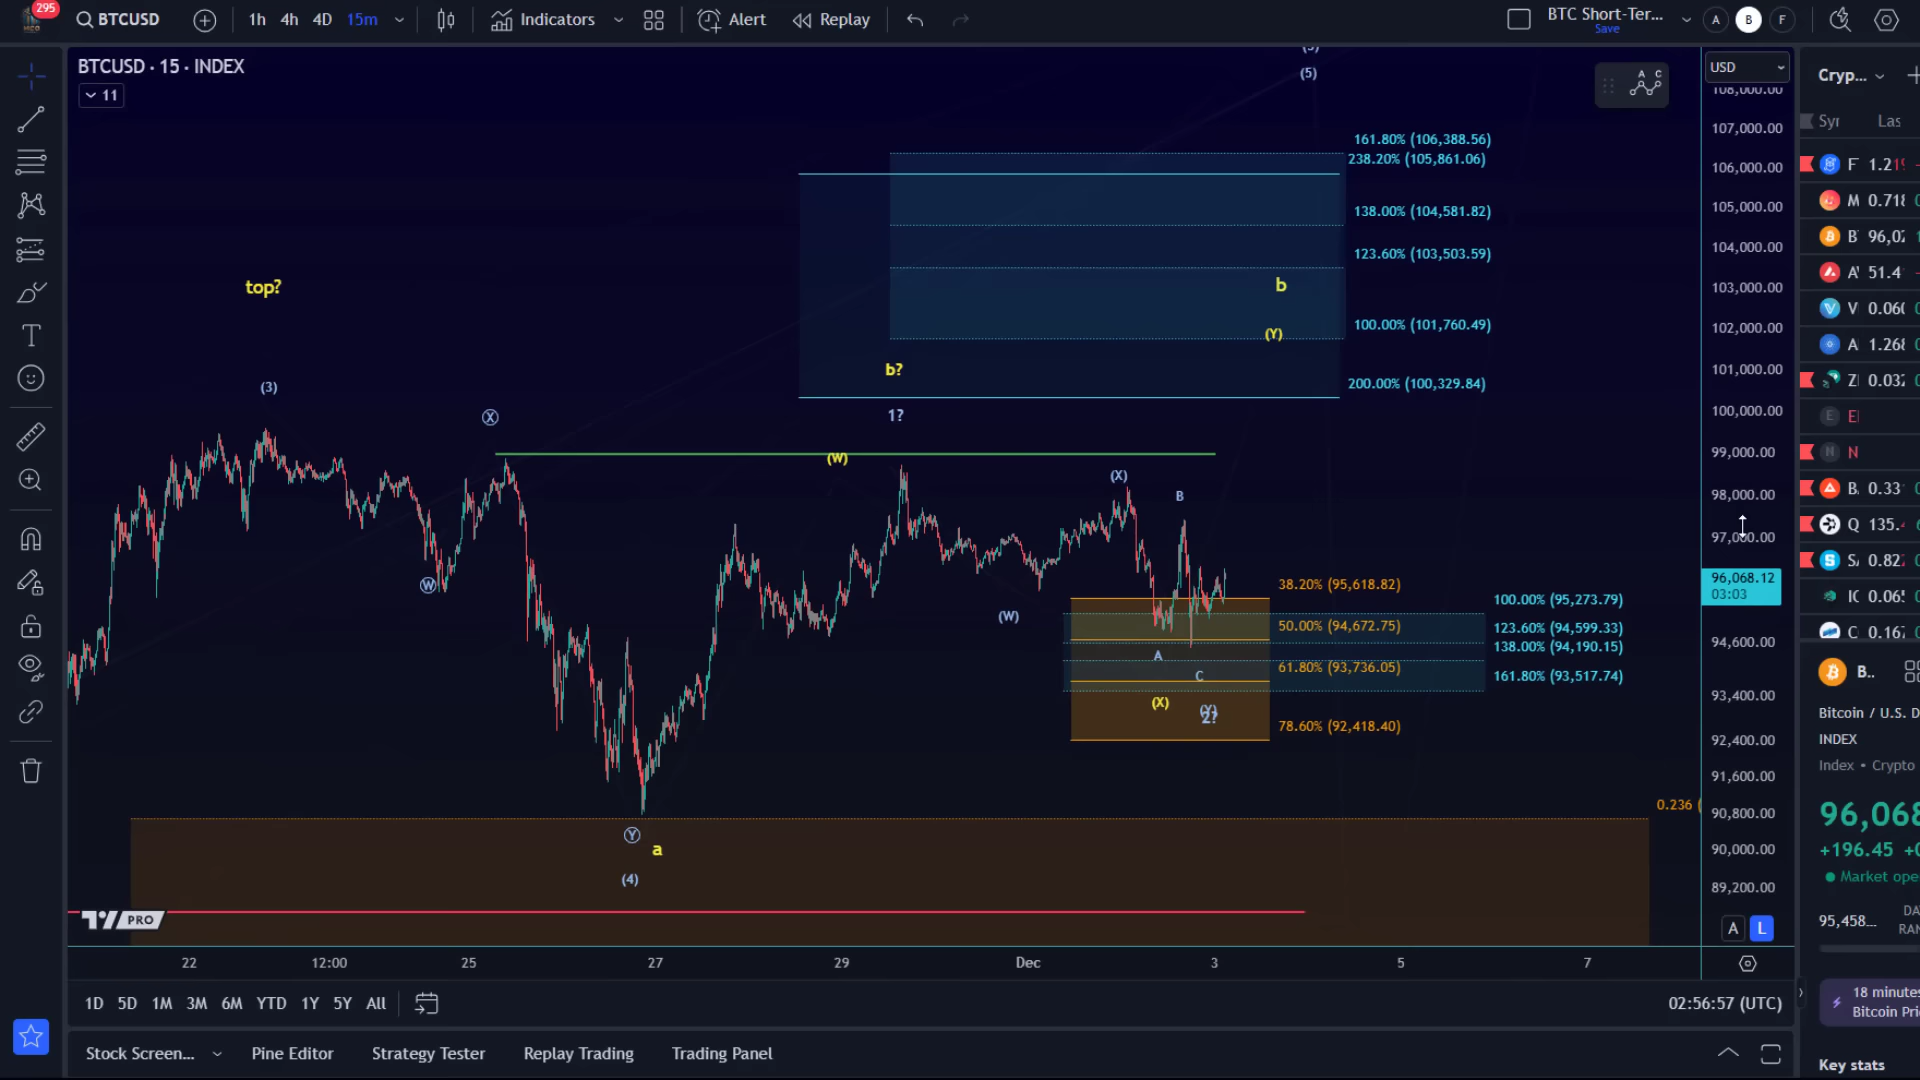 295
BTCUSD
1h 4h 4D 15m
Indicators
Alert
Replay
BTC Short-Ter...
Save
A B F
BTCUSD · 15 · INDEX
11
A C
USD
Cryp...
Las
(5)
108,000.00
107,000.00
106,000.00
105,000.00
104,000.00
103,000.00
102,000.00
101,000.00
100,000.00
99,000.00
98,000.00
97,000.00
96,068.12
03:03
94,600.00
93,400.00
92,400.00
91,600.00
90,800.00
90,000.00
89,200.00
161.80% (106,388.56)
238.20% (105,861.06)
138.00% (104,581.82)
123.60% (103,503.59)
100.00% (101,760.49)
200.00% (100,329.84)
top?
b
(Y)
b?
1?
(3)
X
(W)
(X)
B
W
(W)
38.20% (95,618.82)
50.00% (94,672.75)
61.80% (93,736.05)
78.60% (92,418.40)
100.00% (95,273.79)
123.60% (94,599.33)
138.00% (94,190.15)
161.80% (93,517.74)
A
C
(X)
2?
Y
a
(4)
0.236 (
PRO
A L
22 12:00 25 27 29 Dec 3 5 7
1D 5D 1M 3M 6M YTD 1Y 5Y All
02:56:57 (UTC)
Stock Screen...
Pine Editor
Strategy Tester
Replay Trading
Trading Panel
F 1.21
M 0.718
B 96,02
A 51.4
V 0.06
A 1.268
Z 0.032
E E
N N
B 0.33
Q 135.
S 0.82
IC 0.065
C 0.167
B..
Bitcoin / U.S. D
INDEX
Index • Crypto
96,068
+196.45 +0
Market ope
95,458...
DA
RAN
18 minutes
Bitcoin Pri
Key stats